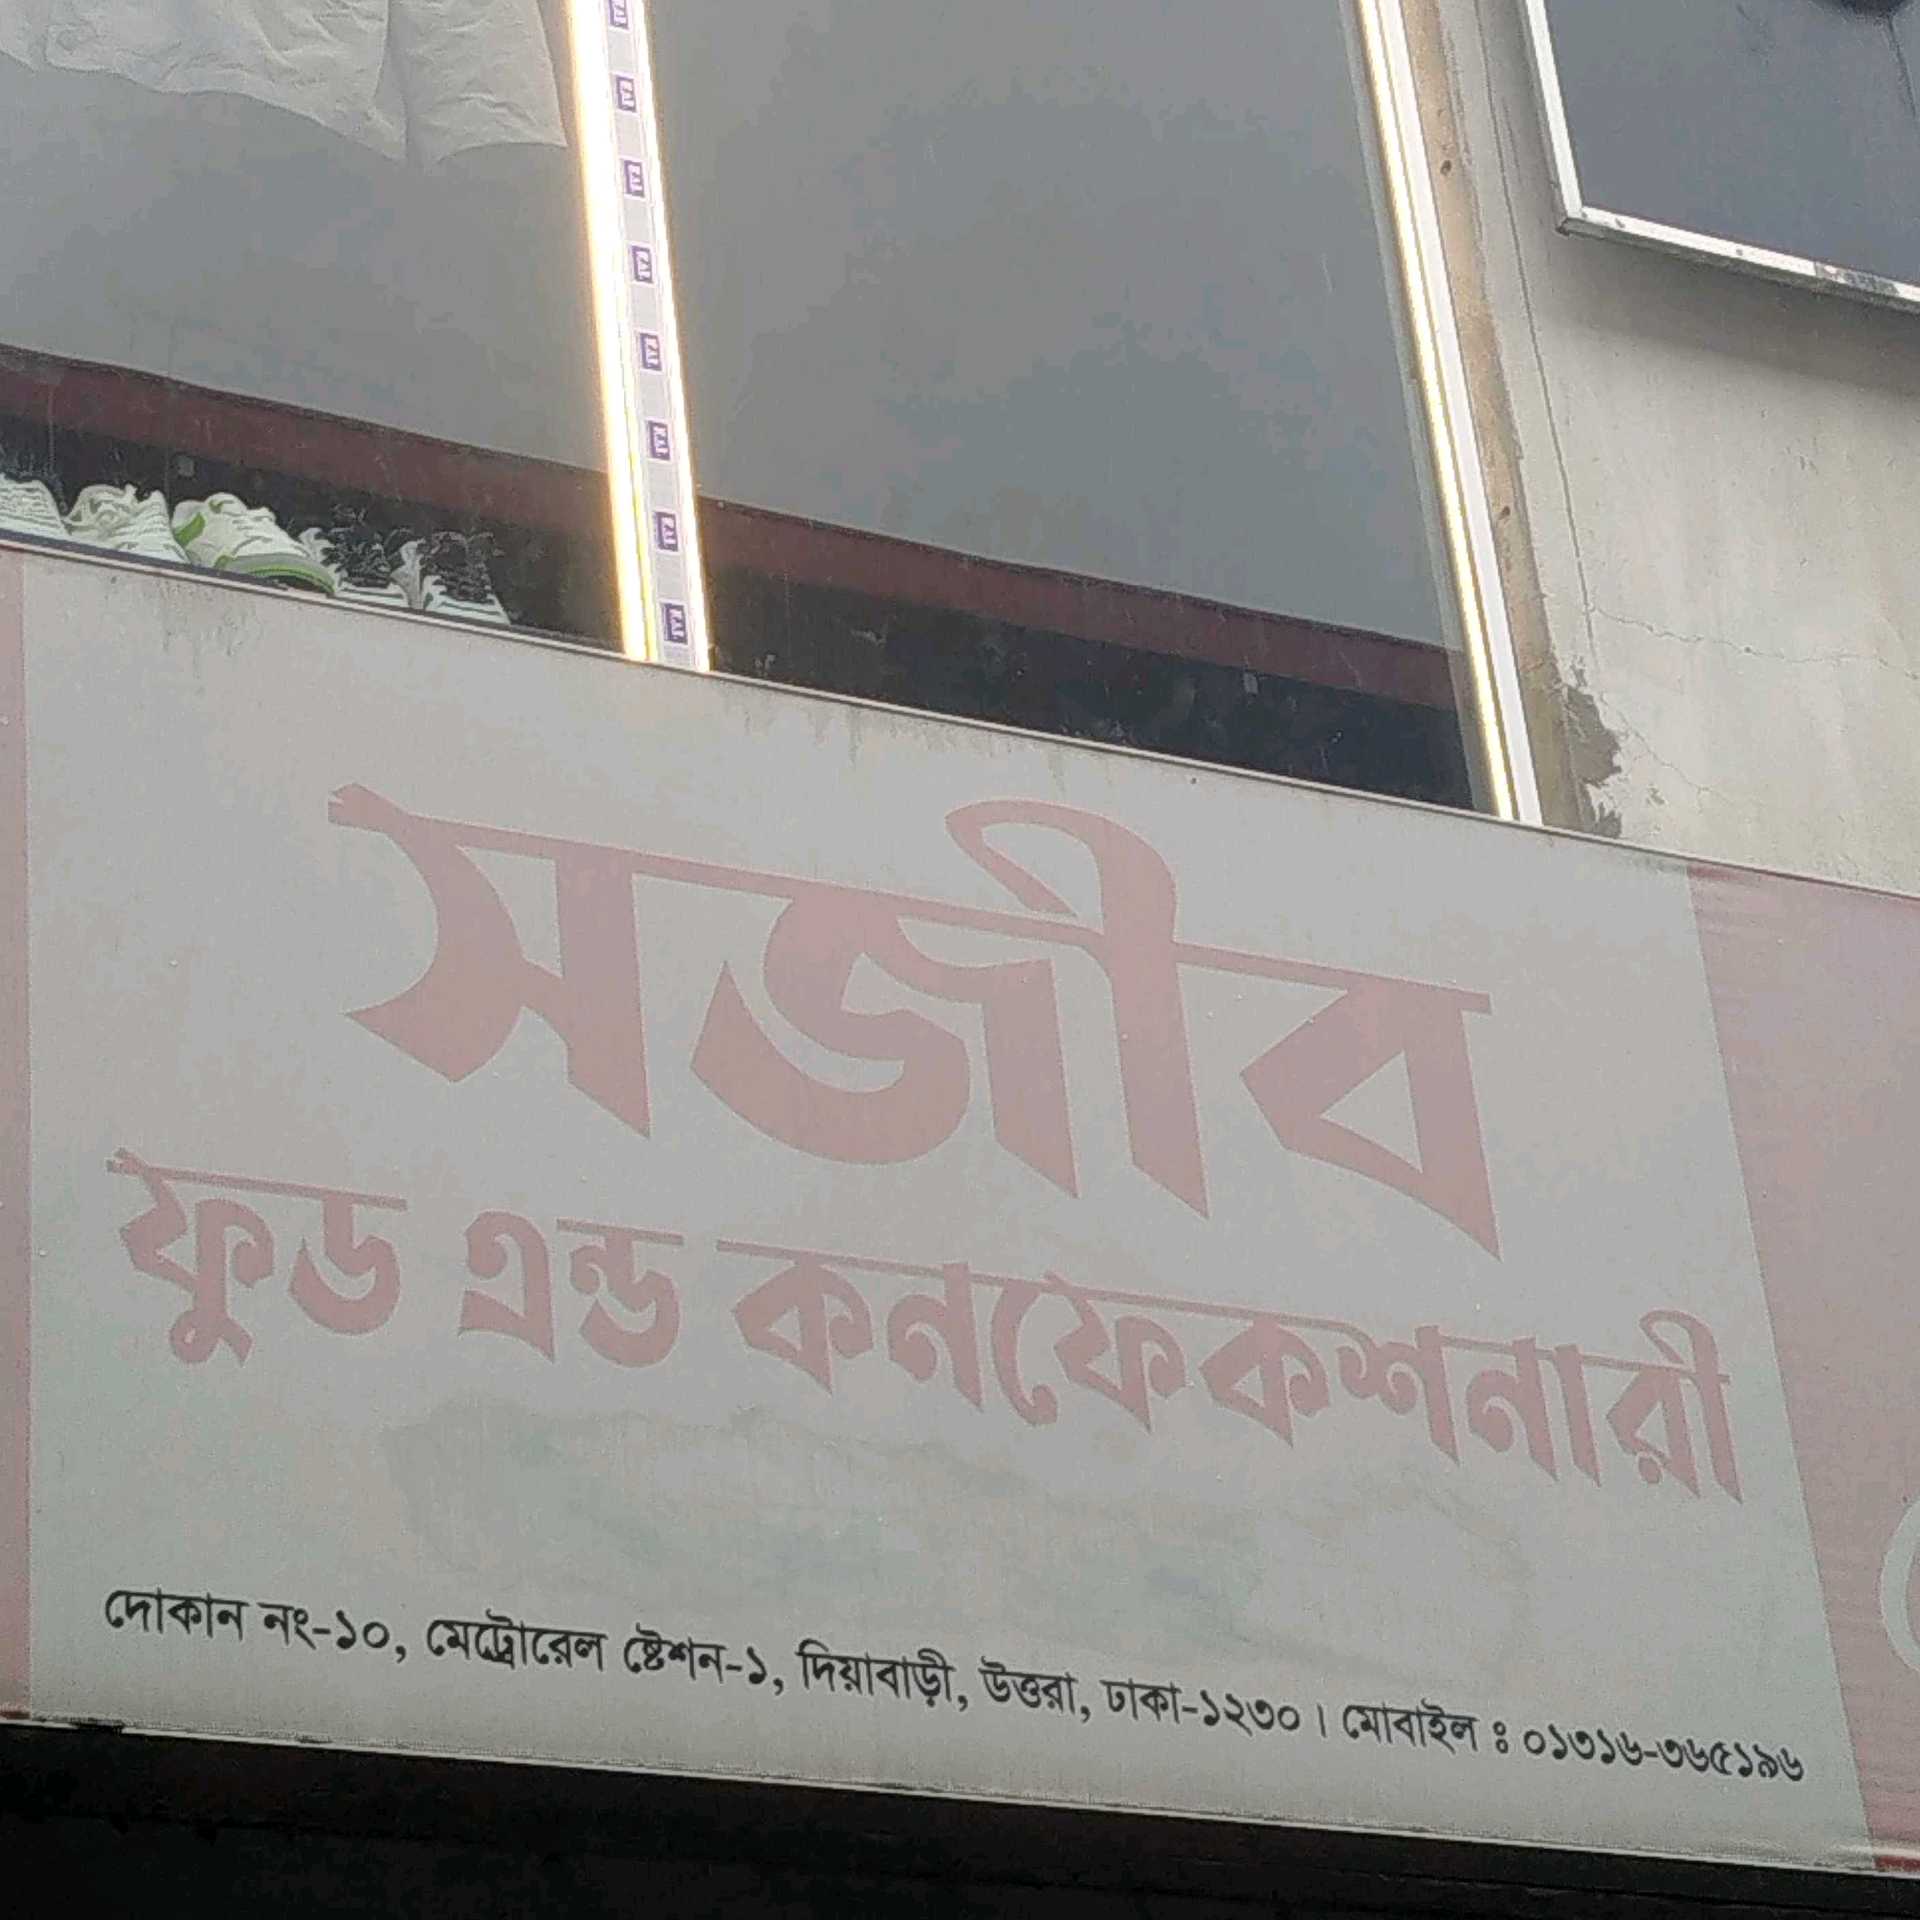 সজীব
ফুড এন্ড কনফেকশনারী
দোকান নং-১০, মেট্রোরেল ষ্টেশন-১, দিয়াবাড়ী, উত্তরা, ঢাকা-১২৩০। মোবাইল ঃ ০১৩১৬-৩৬৫১৯৬